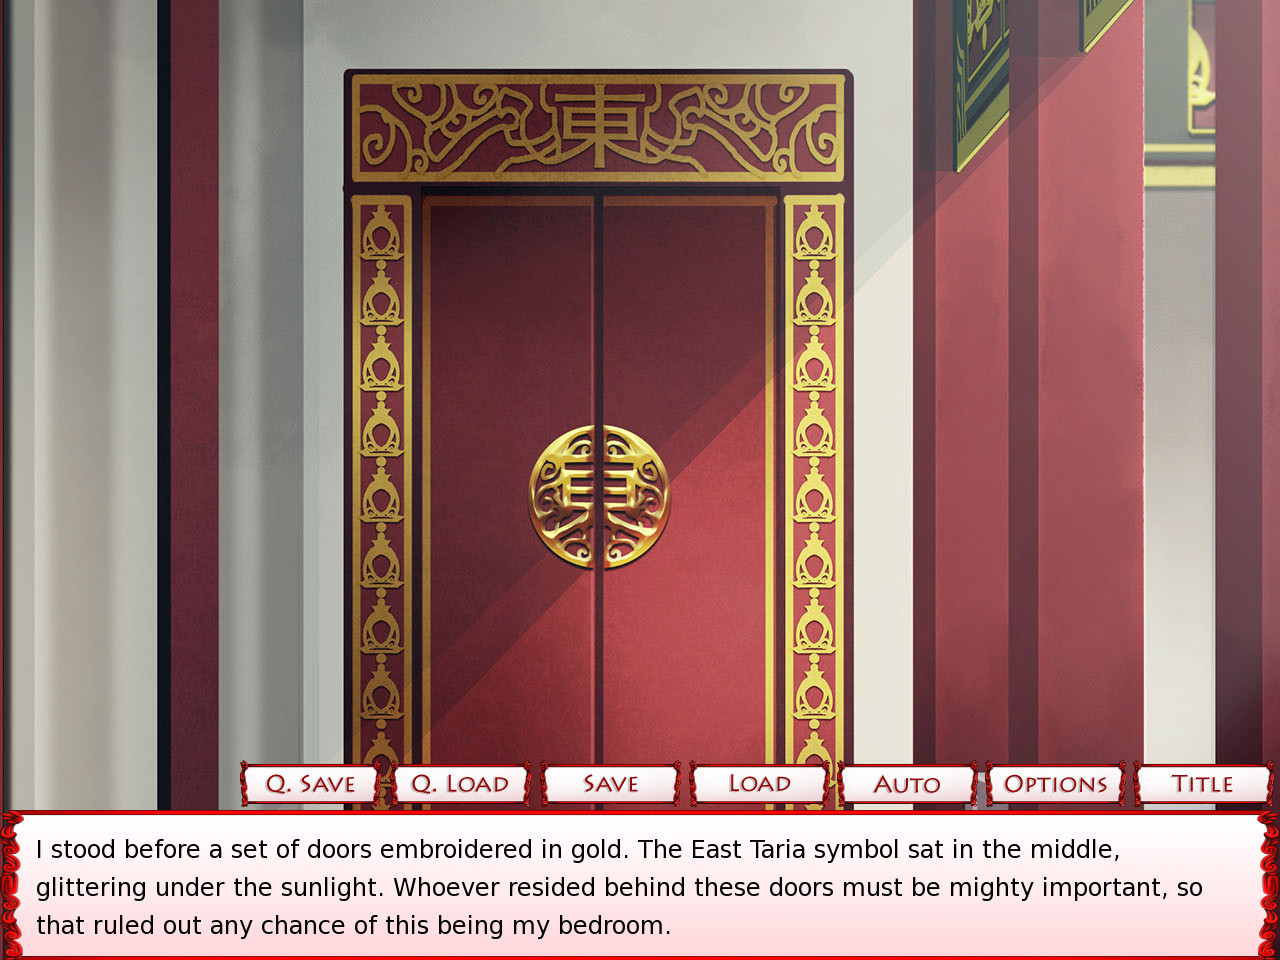 東
Q. SAVE
Q. LOAD
SAVE
LOAD
AUTO
OPTIONS
TITLE
I stood before a set of doors embroidered in gold. The East Taria symbol sat in the middle,
glittering under the sunlight. Whoever resided behind these doors must be mighty important, so
that ruled out any chance of this being my bedroom.